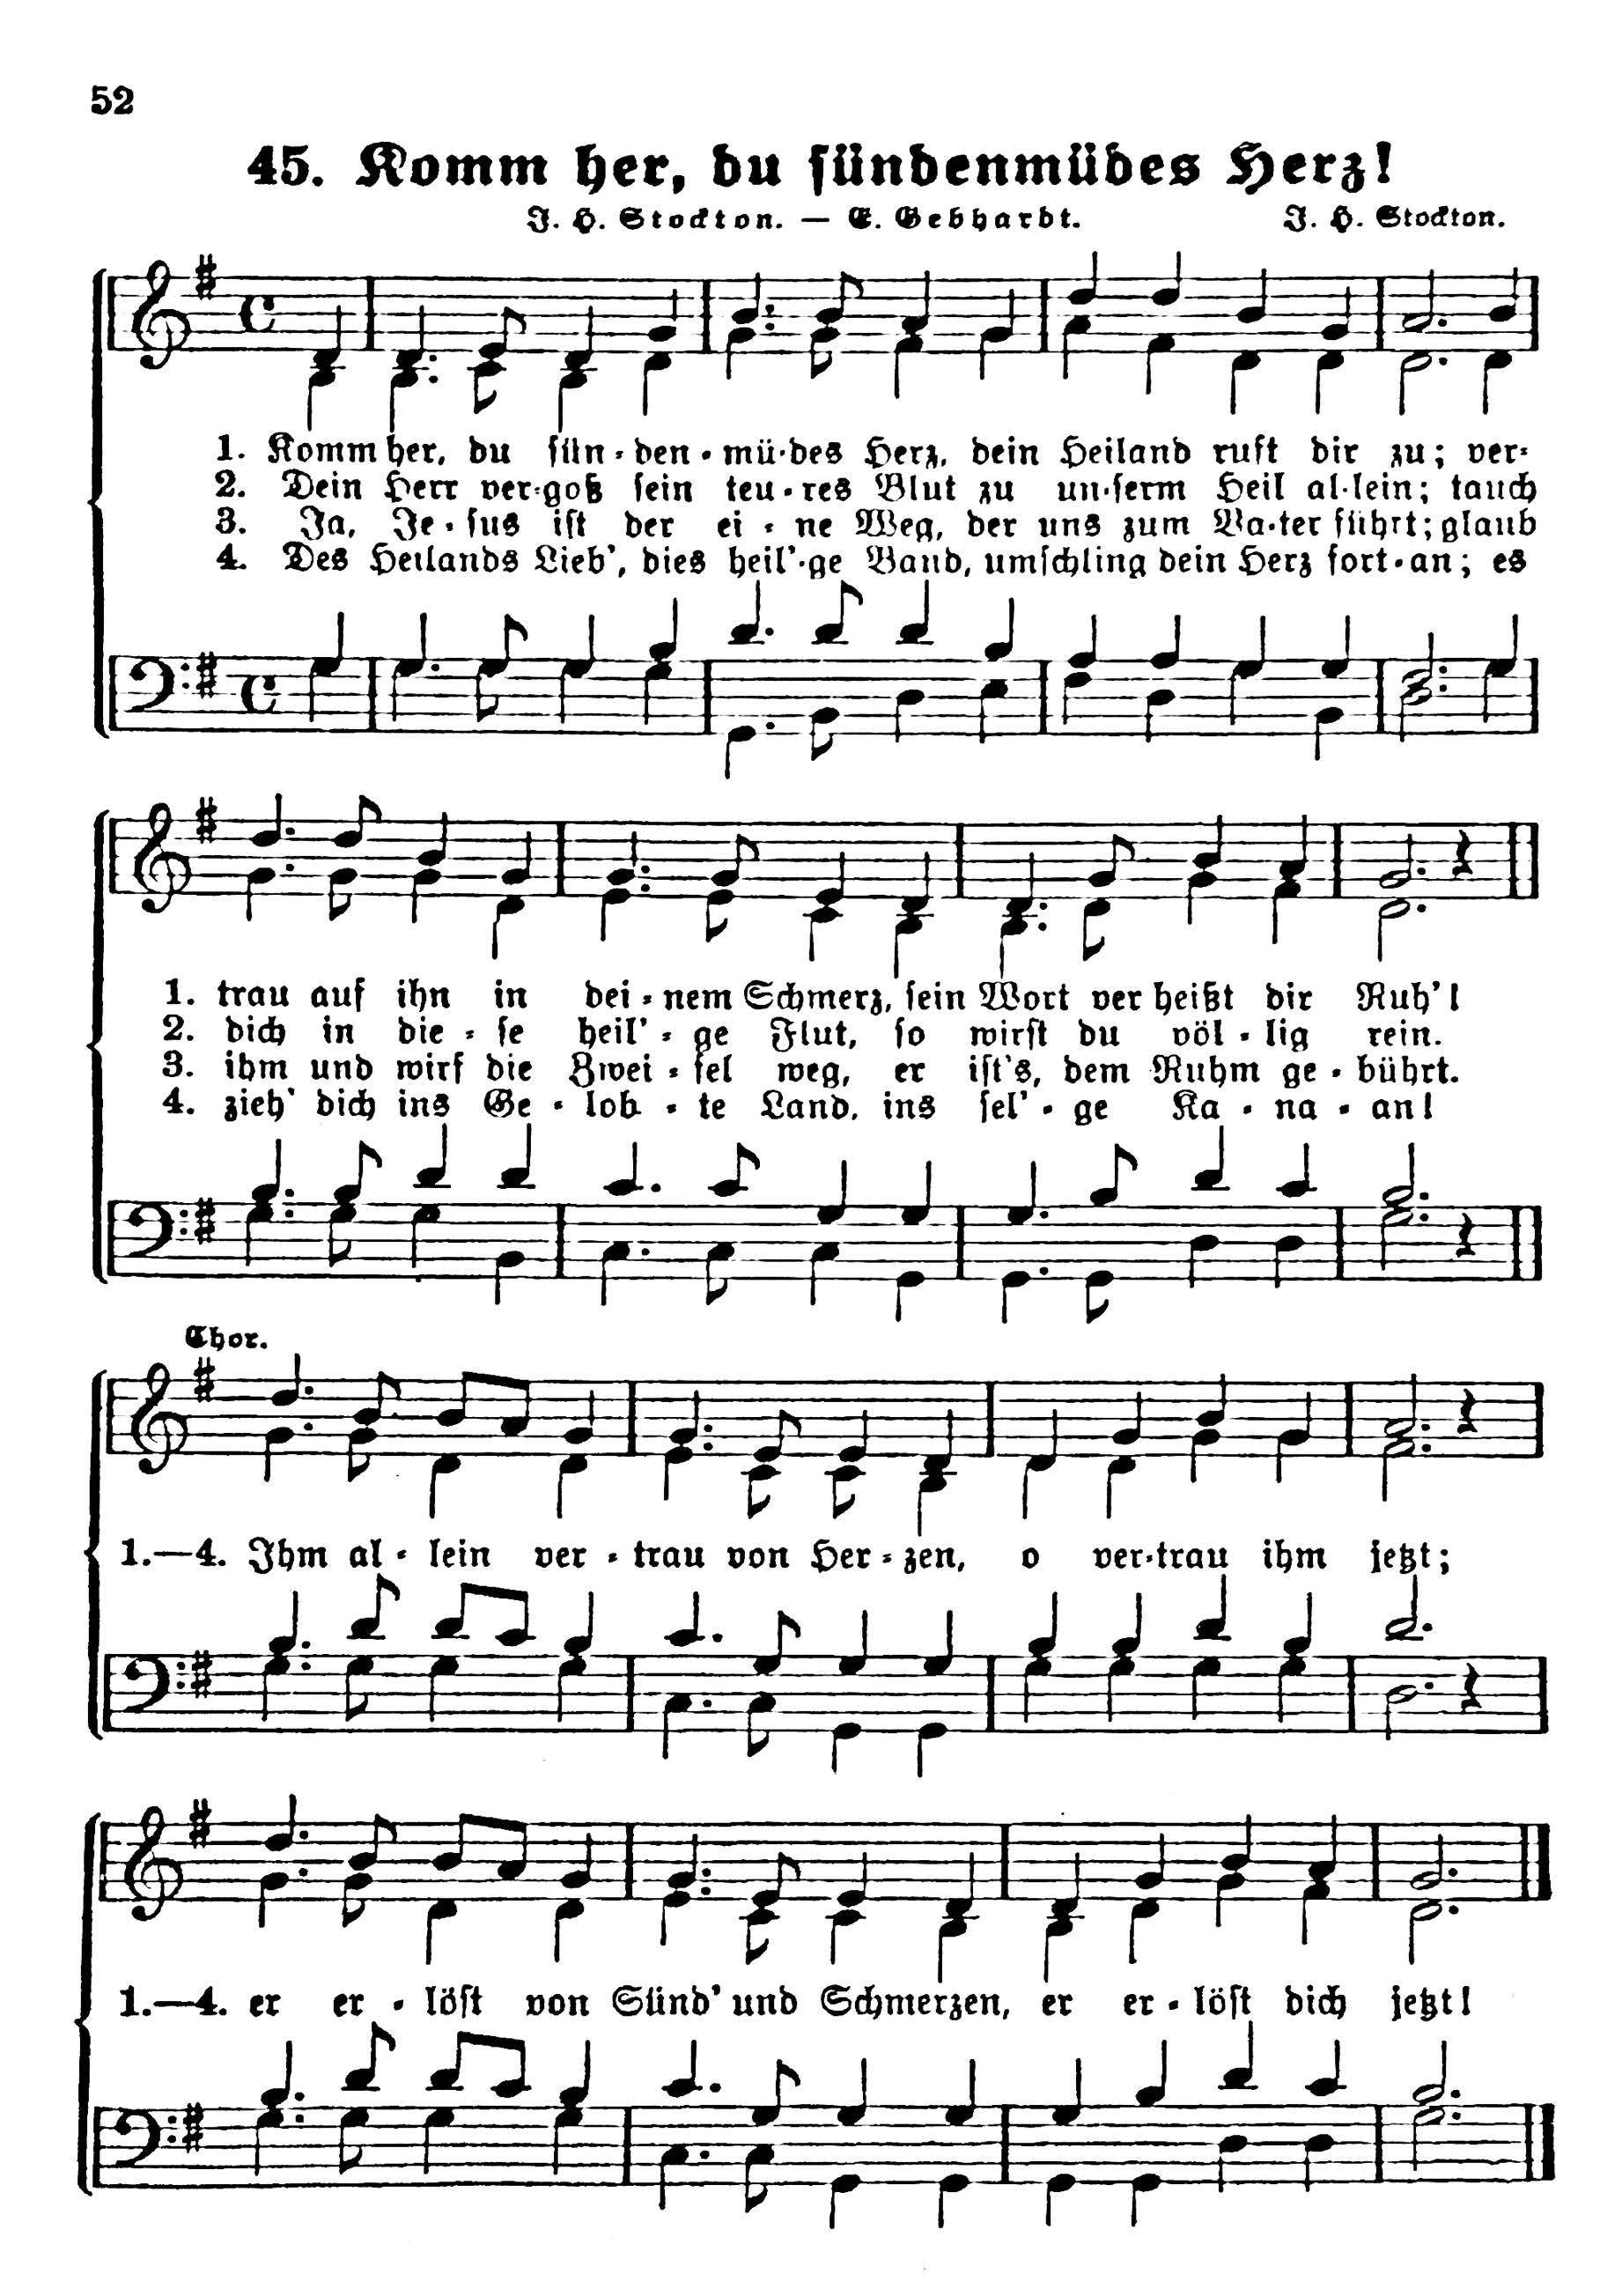 52
45. Komm her, du sündenmüdes Herz!
J. H. Stockton. — E. Gebhardt. J. H. Stockton.
1. Komm her, du sün-den-mü-des Herz, dein Heiland ruft dir zu; ver-
2. Dein Herr ver-goß sein teu-res Blut zu un-serm Heil al-lein; tauch
3. Ja, Je-sus ist der ei-ne Weg, der uns zum Va-ter führt; glaub
4. Des Heilands Lieb', dies heil'-ge Band, umschling dein Herz fort-an; es
1. trau auf ihn in dei-nem Schmerz, sein Wort ver heißt dir Ruh'!
2. dich in die-se heil'-ge Flut, so wirst du völ-lig rein.
3. ihm und wirf die Zwei-fel weg, er ist's, dem Ruhm ge-bührt.
4. zieh' dich ins Ge-lob-te Land, ins sel'-ge Ka-na-an!
Chor.
1.—4. Ihm al-lein ver-trau von Her-zen, o ver-trau ihm jetzt;
1.—4. er er-löst von Sünd' und Schmerzen, er er-löst dich jetzt!